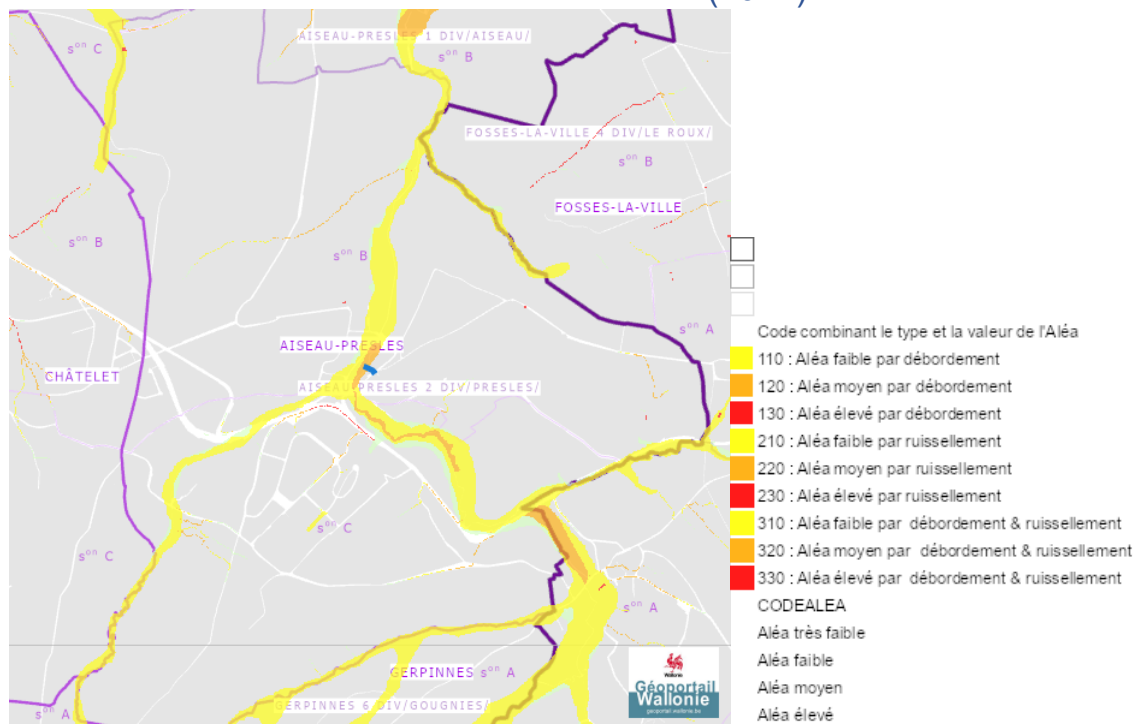 AISEAU-PRESLES 1 DIV/AISEAU/
sᵒⁿ C
sᵒⁿ B
FOSSES-LA-VILLE 4 DIV/LE ROUX/
sᵒⁿ B
FOSSES-LA-VILLE
sᵒⁿ B
sᵒⁿ B
sᵒⁿ A
AISEAU-PRESLES
CHÂTELET
AISEAU-PRESLES 2 DIV/PRESLES/
sᵒⁿ C
sᵒⁿ C
sᵒⁿ A
GERPINNES sᵒⁿ A
GERPINNES 6 DIV/GOUGNIES/
sᵒⁿ A
Wallonie
Géoportail
Wallonie
geoportail.wallonie.be
Code combinant le type et la valeur de l'Aléa
110 : Aléa faible par débordement
120 : Aléa moyen par débordement
130 : Aléa élevé par débordement
210 : Aléa faible par ruissellement
220 : Aléa moyen par ruissellement
230 : Aléa élevé par ruissellement
310 : Aléa faible par débordement & ruissellement
320 : Aléa moyen par débordement & ruissellement
330 : Aléa élevé par débordement & ruissellement
CODEALEA
Aléa très faible
Aléa faible
Aléa moyen
Aléa élevé